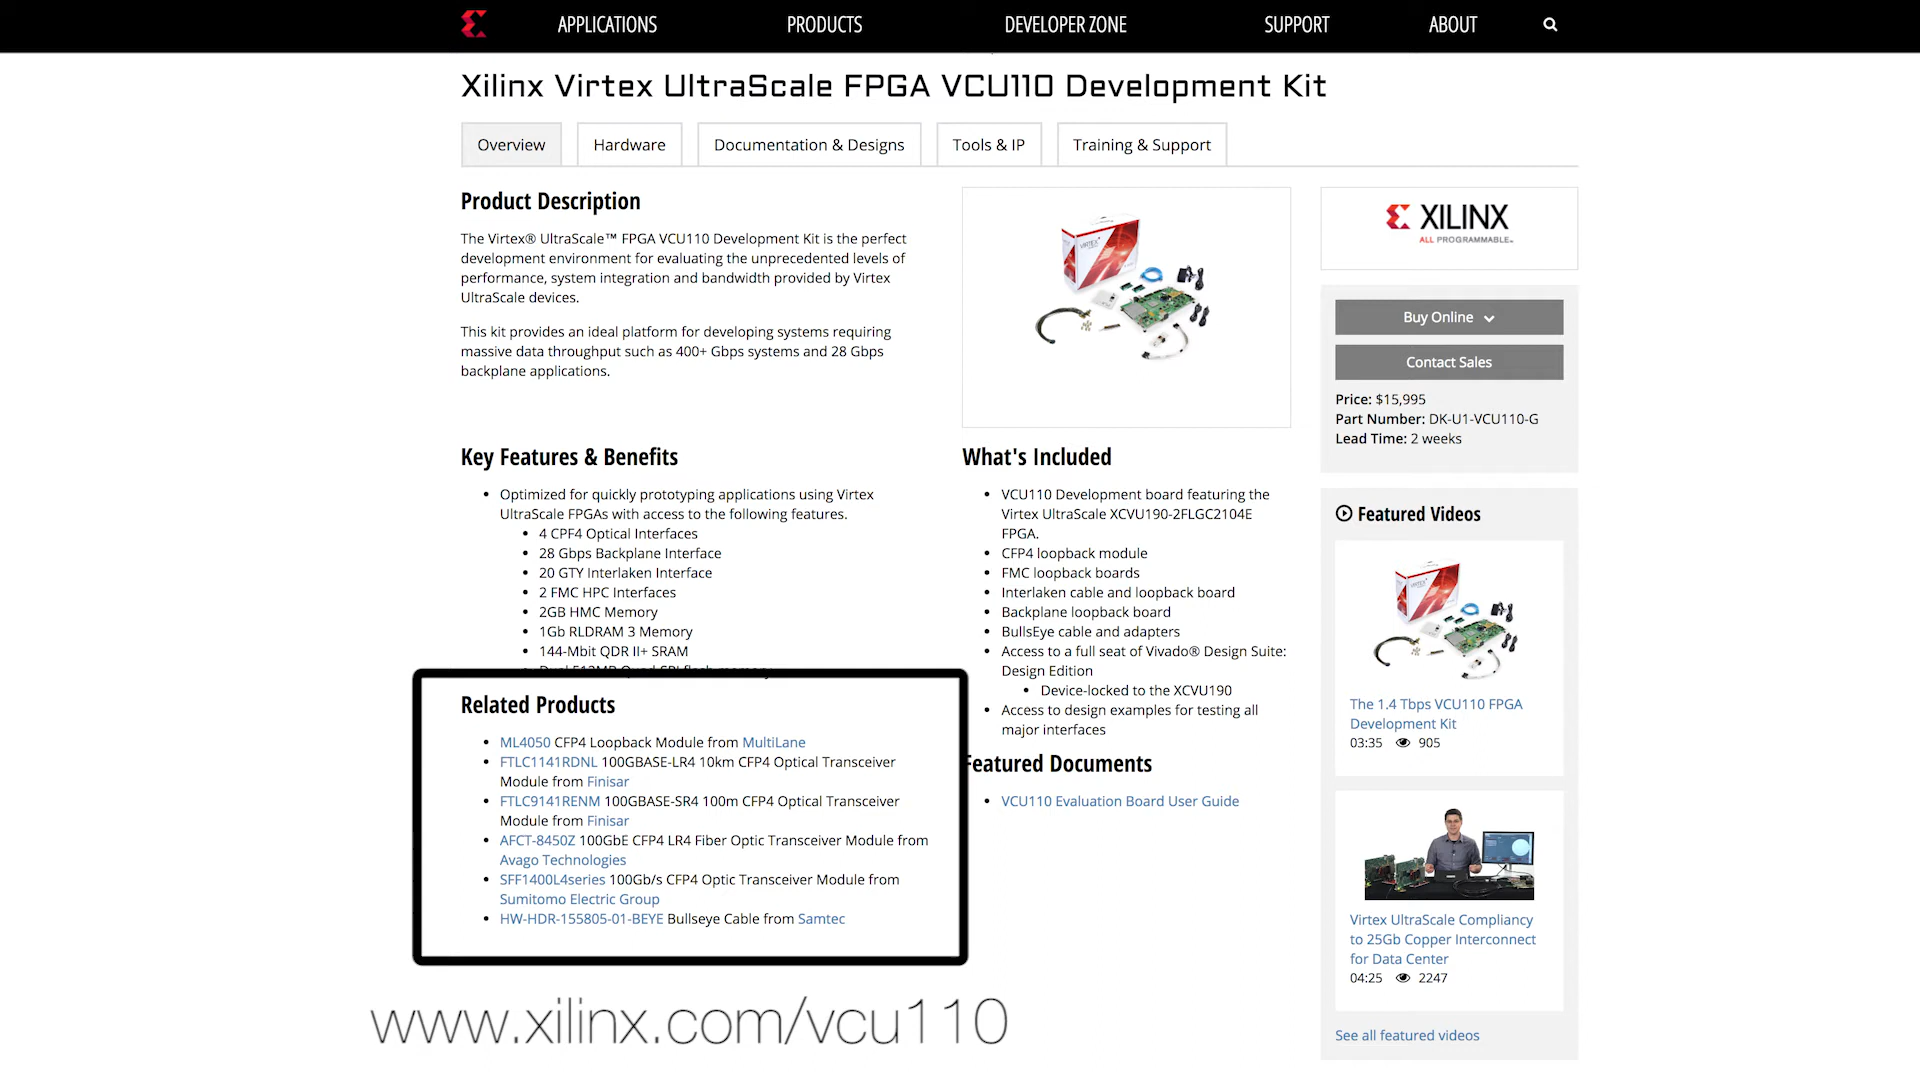 APPLICATIONS PRODUCTS DEVELOPER ZONE SUPPORT ABOUT
Xilinx Virtex UltraScale FPGA VCU110 Development Kit
Overview Hardware Documentation & Designs Tools & IP Training & Support
Product Description
The Virtex® UltraScale™ FPGA VCU110 Development Kit is the perfect
development environment for evaluating the unprecedented levels of
performance, system integration and bandwidth provided by Virtex
UltraScale devices.
This kit provides an ideal platform for developing systems requiring
massive data throughput such as 400+ Gbps systems and 28 Gbps
backplane applications.
Key Features & Benefits
• Optimized for quickly prototyping applications using Virtex
UltraScale FPGAs with access to the following features.
• 4 CPF4 Optical Interfaces
• 28 Gbps Backplane Interface
• 20 GTY Interlaken Interface
• 2 FMC HPC Interfaces
• 2GB HMC Memory
• 1Gb RLDRAM 3 Memory
• 144-Mbit QDR II+ SRAM
Related Products
• ML4050 CFP4 Loopback Module from MultiLane
• FTLC1141RDNL 100GBASE-LR4 10km CFP4 Optical Transceiver
Module from Finisar
• FTLC9141RENM 100GBASE-SR4 100m CFP4 Optical Transceiver
Module from Finisar
• AFCT-8450Z 100GbE CFP4 LR4 Fiber Optic Transceiver Module from
Avago Technologies
• SFF1400L4series 100Gb/s CFP4 Optic Transceiver Module from
Sumitomo Electric Group
• HW-HDR-155805-01-BEYE Bullseye Cable from Samtec
www.xilinx.com/vcu110
VIRTEX
What's Included
• VCU110 Development board featuring the
Virtex UltraScale XCVU190-2FLGC2104E
FPGA.
• CFP4 loopback module
• FMC loopback boards
• Interlaken cable and loopback board
• Backplane loopback board
• BullsEye cable and adapters
• Access to a full seat of Vivado® Design Suite:
Design Edition
• Device-locked to the XCVU190
• Access to design examples for testing all
major interfaces
Featured Documents
• VCU110 Evaluation Board User Guide
XILINX
ALL PROGRAMMABLE™
Buy Online
Contact Sales
Price: $15,995
Part Number: DK-U1-VCU110-G
Lead Time: 2 weeks
Featured Videos
VIRTEX
The 1.4 Tbps VCU110 FPGA
Development Kit
03:35 905
Virtex UltraScale Compliancy
to 25Gb Copper Interconnect
for Data Center
04:25 2247
See all featured videos